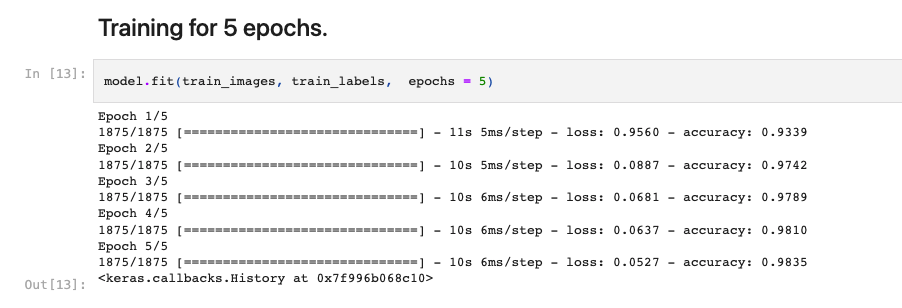 Training for 5 epochs.
In [13]: model.fit(train_images, train_labels,  epochs = 5)
Epoch 1/5
1875/1875 [==============================] - 11s 5ms/step - loss: 0.9560 - accuracy: 0.9339
Epoch 2/5
1875/1875 [==============================] - 10s 5ms/step - loss: 0.0887 - accuracy: 0.9742
Epoch 3/5
1875/1875 [==============================] - 10s 6ms/step - loss: 0.0681 - accuracy: 0.9789
Epoch 4/5
1875/1875 [==============================] - 10s 6ms/step - loss: 0.0637 - accuracy: 0.9810
Epoch 5/5
1875/1875 [==============================] - 10s 6ms/step - loss: 0.0527 - accuracy: 0.9835
Out[13]: <keras.callbacks.History at 0x7f996b068c10>